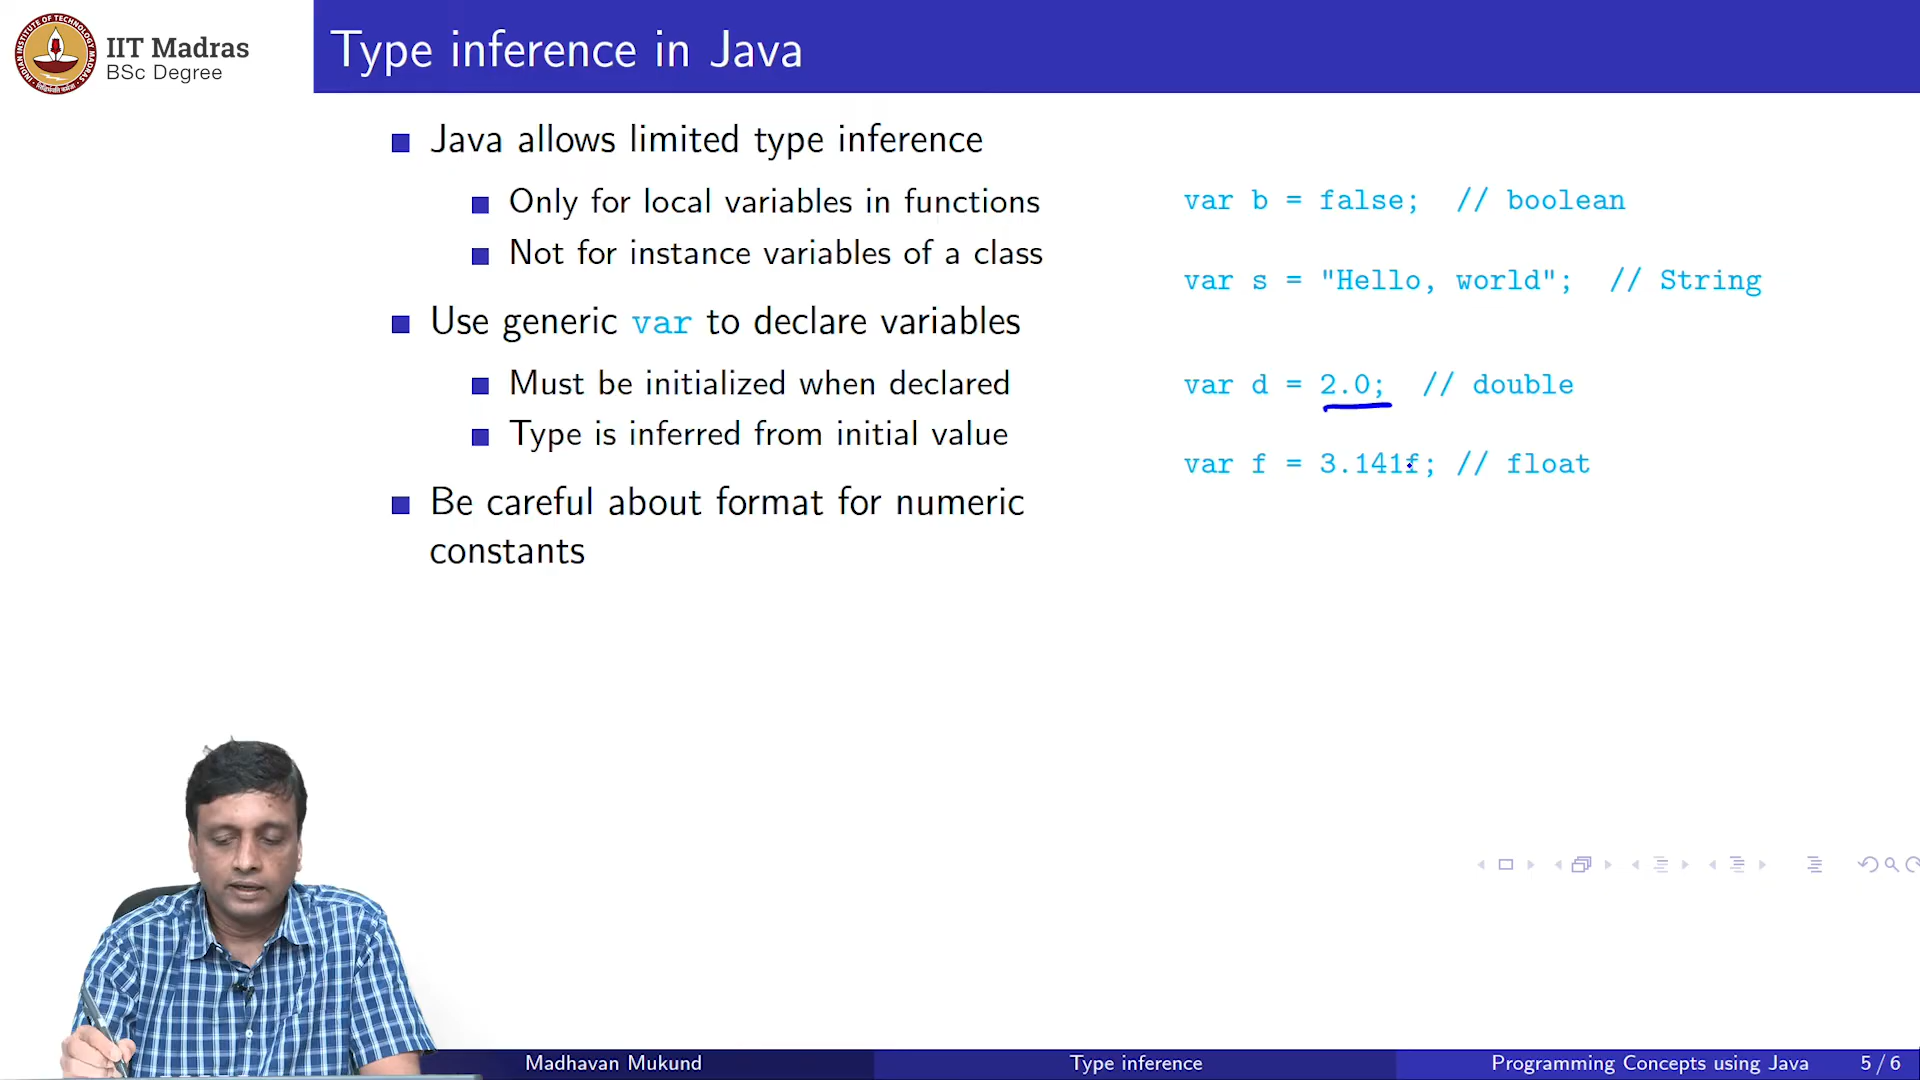 IIT Madras
BSc Degree
Type inference in Java
Java allows limited type inference
Only for local variables in functions
Not for instance variables of a class
Use generic var to declare variables
Must be initialized when declared
Type is inferred from initial value
Be careful about format for numeric
constants
var b = false; // boolean
var s = "Hello, world"; // String
var d = 2.0; // double
var f = 3.141f; // float
Madhavan Mukund
Type inference
Programming Concepts using Java
5 / 6